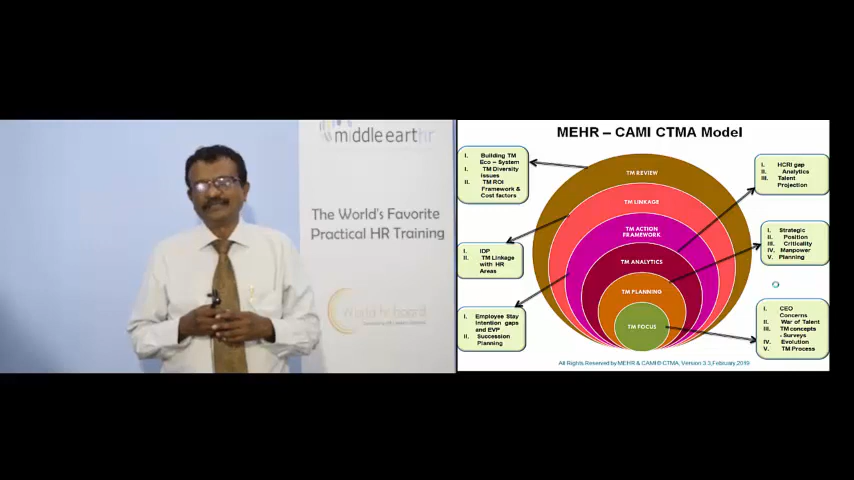 middle earthr
The World's Favorite
Practical HR Training
MEHR – CAMI CTMA Model
I. Building TM
Eco – System
I. TM Diversity
issues
II. TM ROI
Framework &
Cost factors
I. IDP
II. TM Linkage
with HR
Areas
I. Employee Stay
Intention gaps
and EVP
II. Succession
Planning
TM REVIEW
TM LINKAGE
TM ACTION
FRAMEWORK
TM ANALYTICS
TM PLANNING
TM FOCUS
I. HCRI gap
II. Analytics
III. Talent
Projection
I. Strategic
II. Position
III. Criticality
IV. Manpower
V. Planning
I. CEO
Concerns
II. War of Talent
III. TM concepts
- Surveys
IV. Evolution
V. TM Process
All Rights Reserved by MEHR & CAMI© CTMA, Version 3.3,February,2019